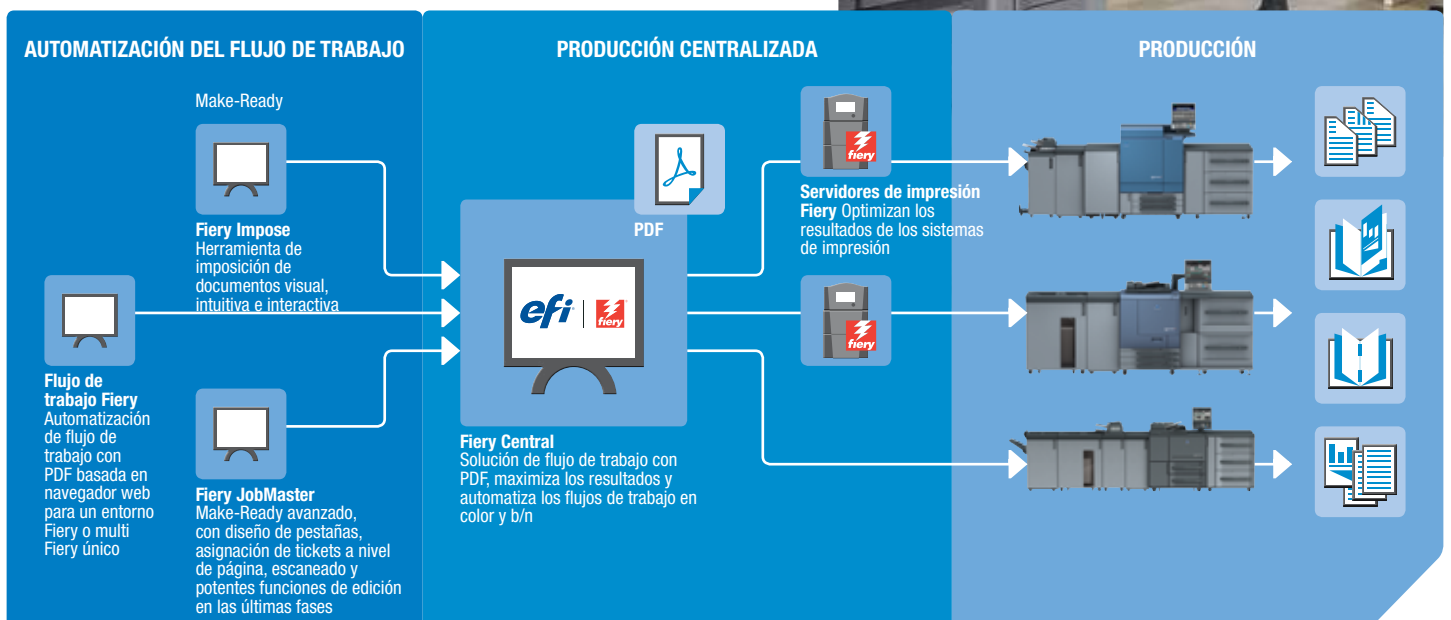 AUTOMATIZACIÓN DEL FLUJO DE TRABAJO
Make-Ready
Fiery Impose
Herramienta de
imposición de
documentos visual,
intuitiva e interactiva
Flujo de
trabajo Fiery
Automatización
de flujo de
trabajo con
PDF basada en
navegador web
para un entorno
Fiery o multi
Fiery único
Fiery JobMaster
Make-Ready avanzado,
con diseño de pestañas,
asignación de tickets a nivel
de página, escaneado y
potentes funciones de edición
en las últimas fases
PRODUCCIÓN CENTRALIZADA
PDF
efi fiery
Fiery Central
Solución de flujo de trabajo con
PDF, maximiza los resultados y
automatiza los flujos de trabajo en
color y b/n
fiery
Servidores de impresión
Fiery Optimizan los
resultados de los sistemas
de impresión
fiery
PRODUCCIÓN